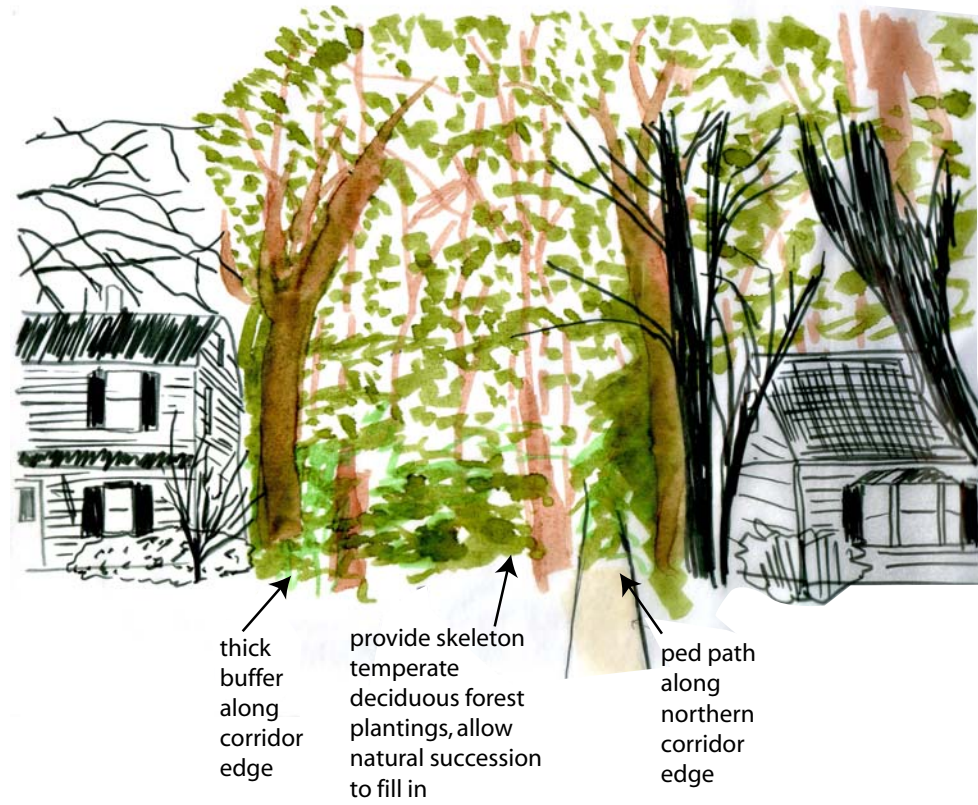 thick
buffer
along
corridor
edge
provide skeleton
temperate
deciduous forest
plantings, allow
natural succession
to fill in
ped path
along
northern
corridor
edge